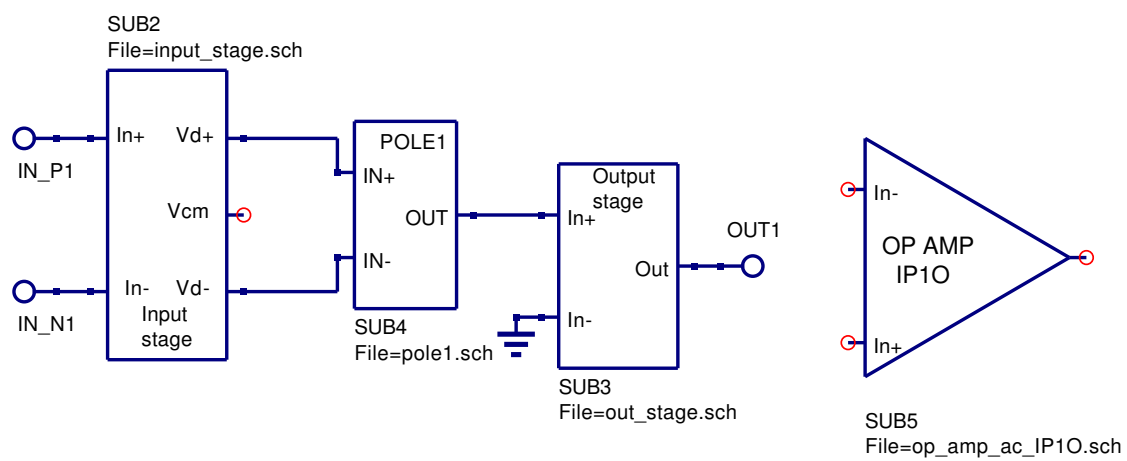 SUB2
File=input_stage.sch
In+
Vd+
IN_P1
Vcm
In-
Vd-
IN_N1
Input
stage
POLE1
IN+
OUT
IN-
SUB4
File=pole1.sch
Output
stage
In+
OUT1
Out
In-
SUB3
File=out_stage.sch
In-
OP AMP
IP1O
In+
SUB5
File=op_amp_ac_IP1O.sch